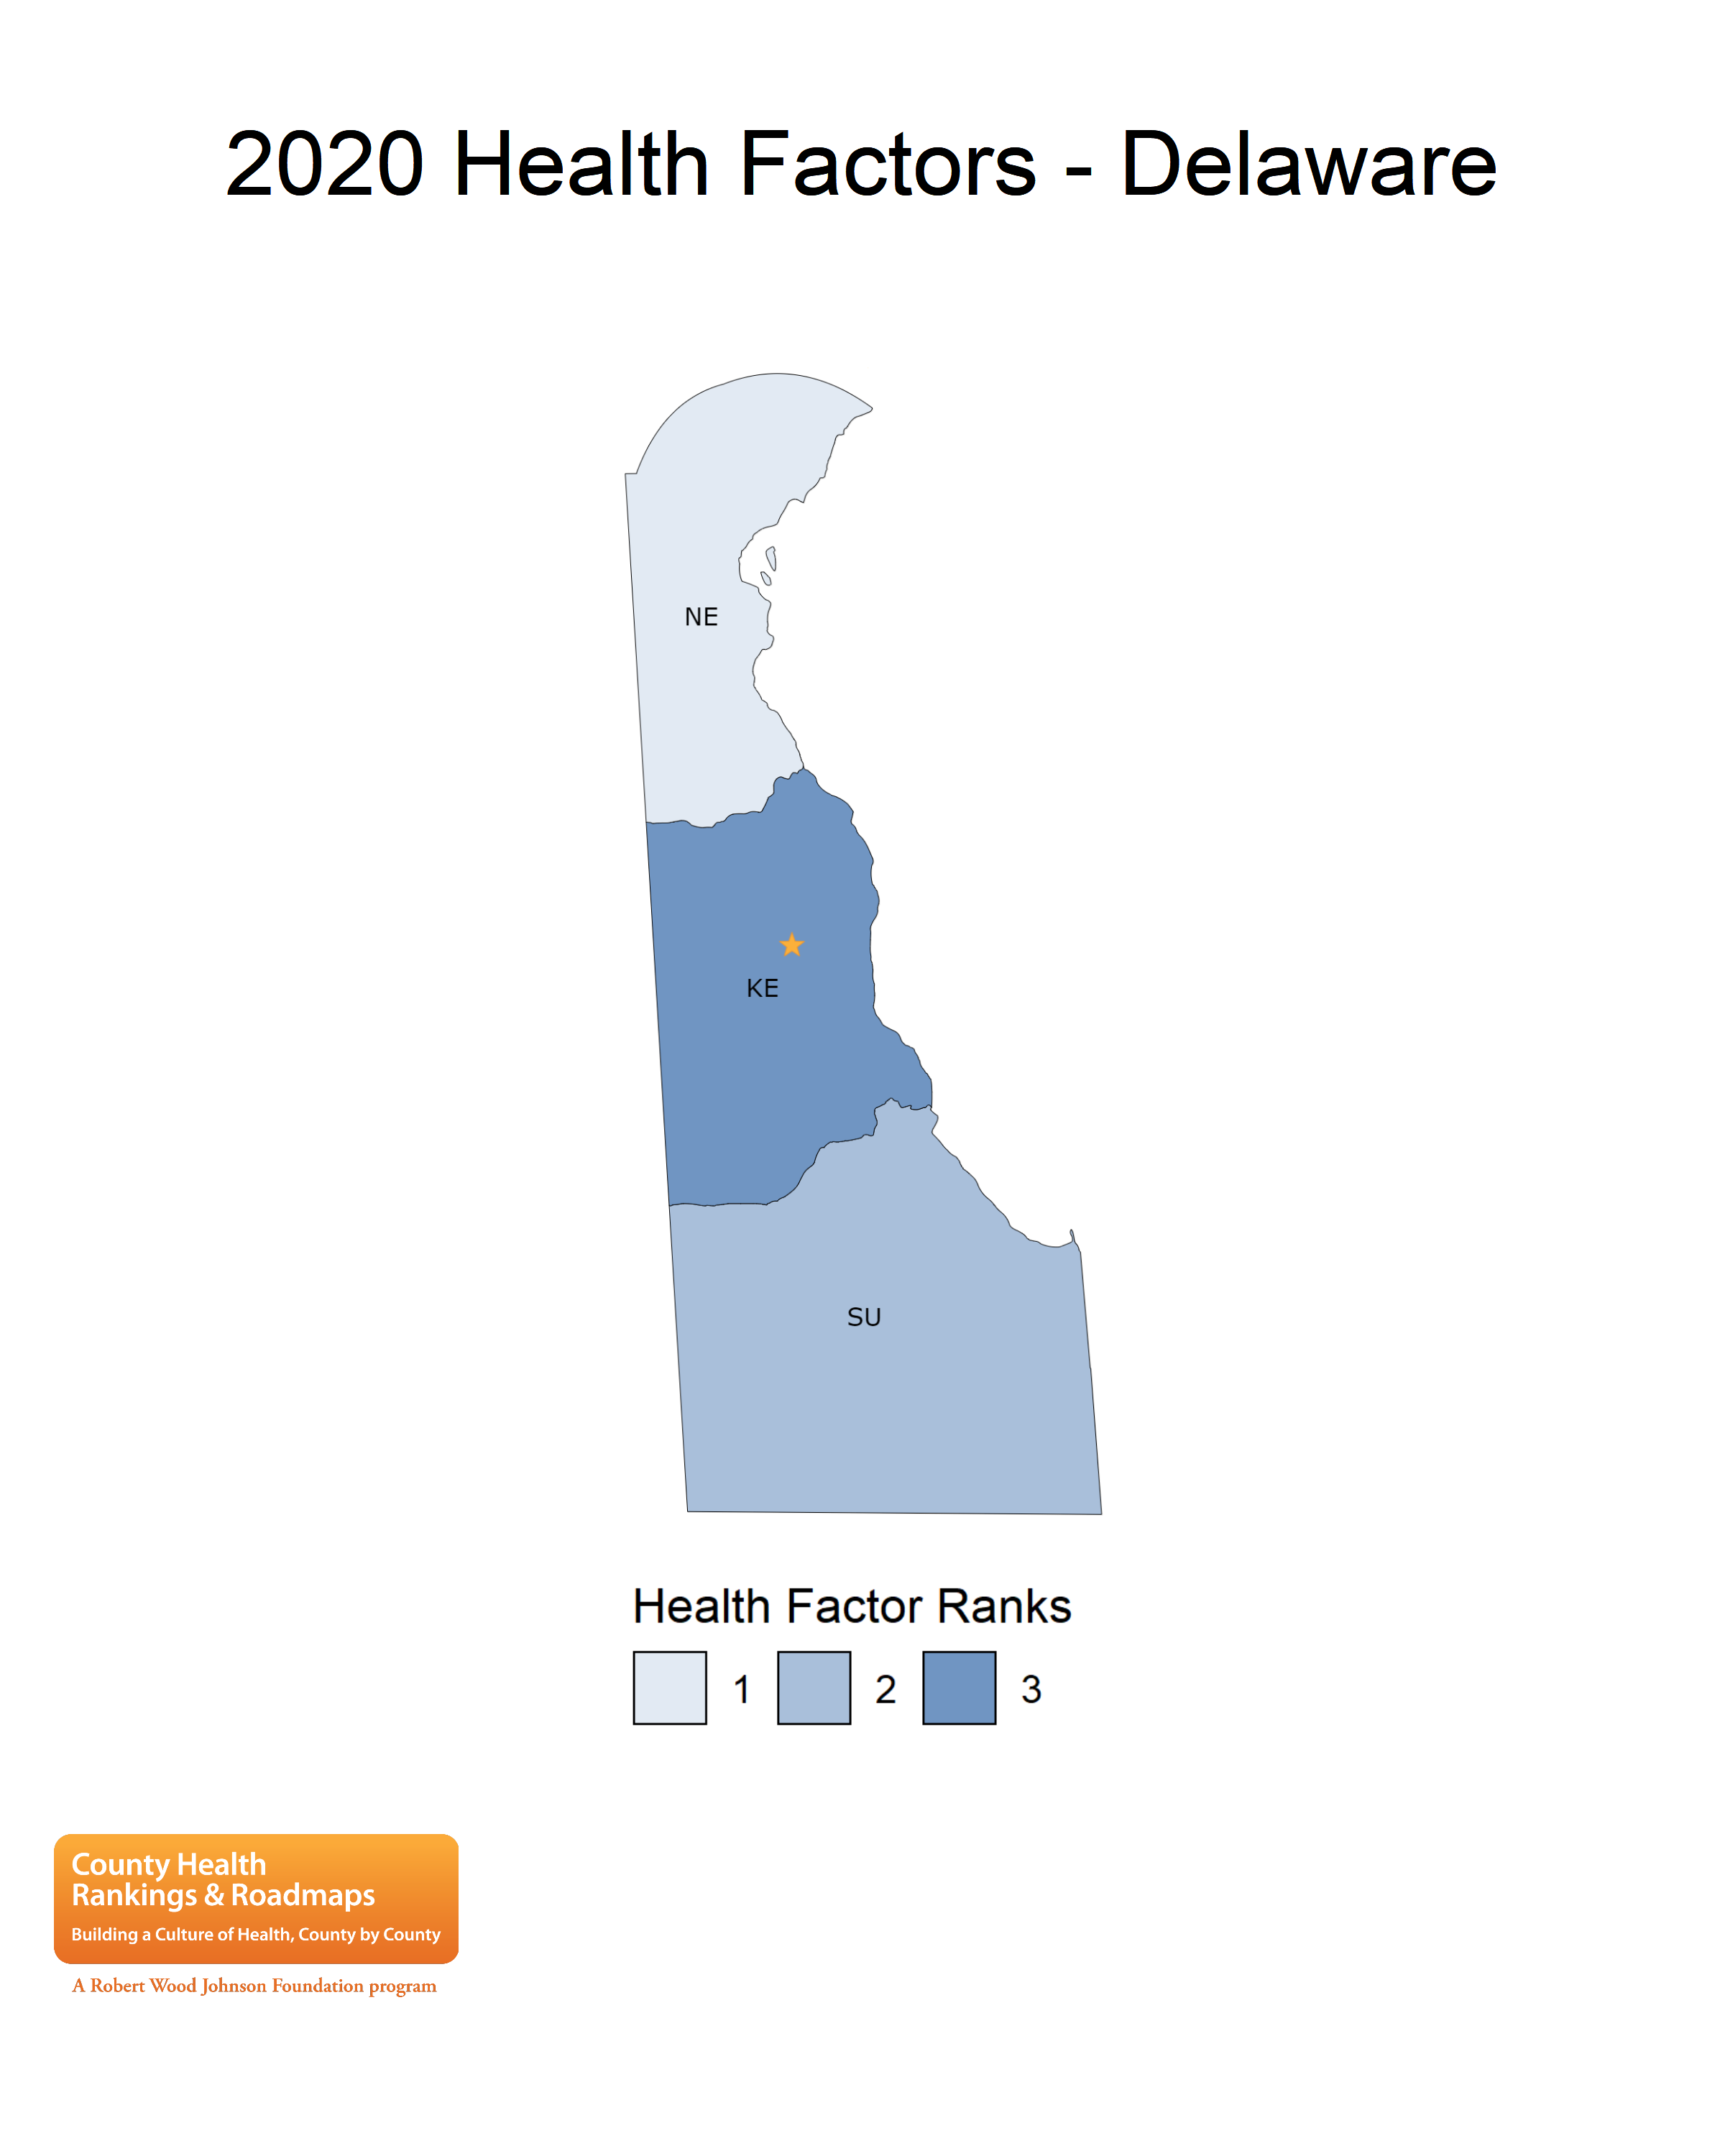 2020 Health Factors - Delaware
NE
KE
SU
Health Factor Ranks
1 2 3
County Health
Rankings & Roadmaps
Building a Culture of Health, County by County
A Robert Wood Johnson Foundation program